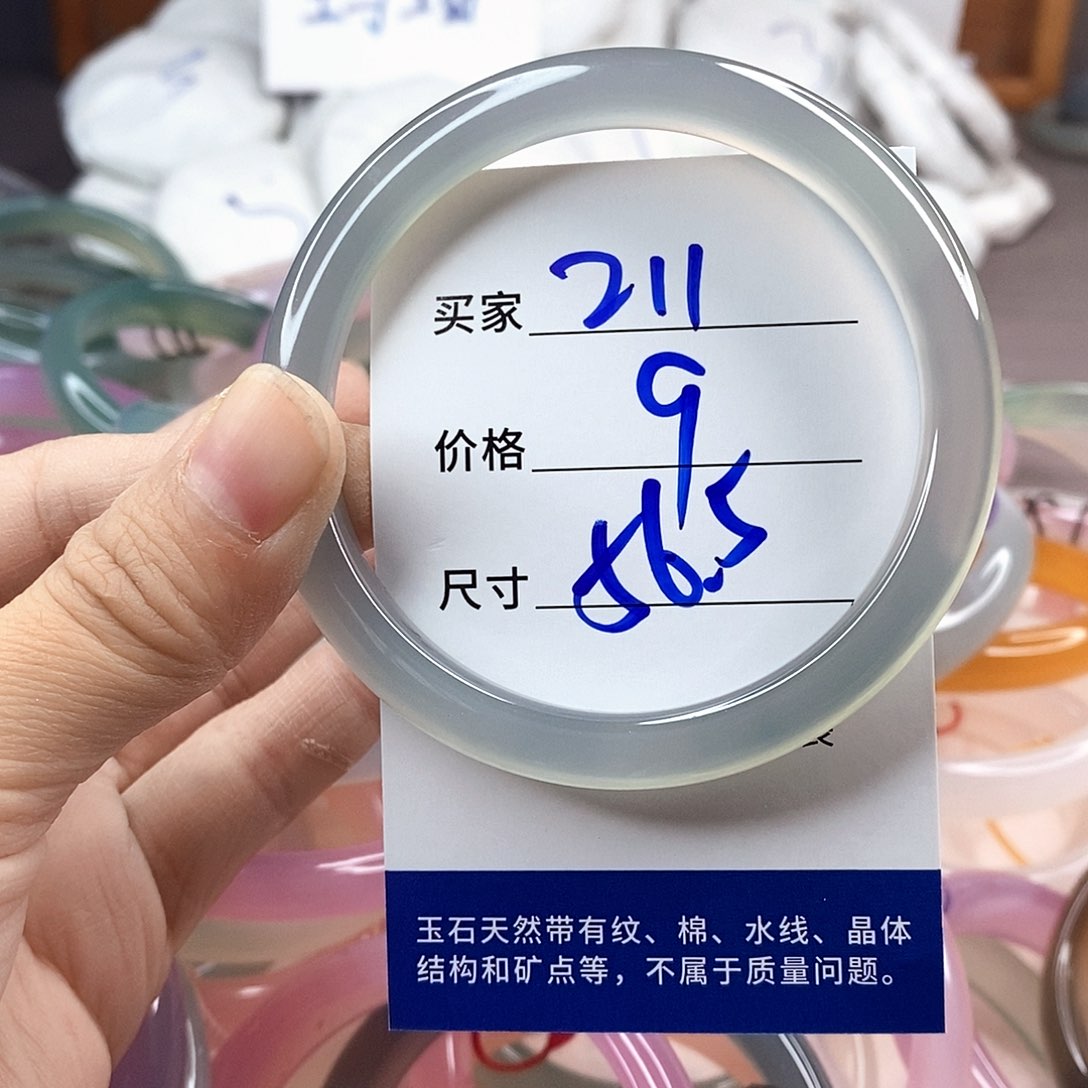 买家 211
价格 9
尺寸 56.5
玉石天然带有纹、棉、水线、晶体
结构和矿点等，不属于质量问题。